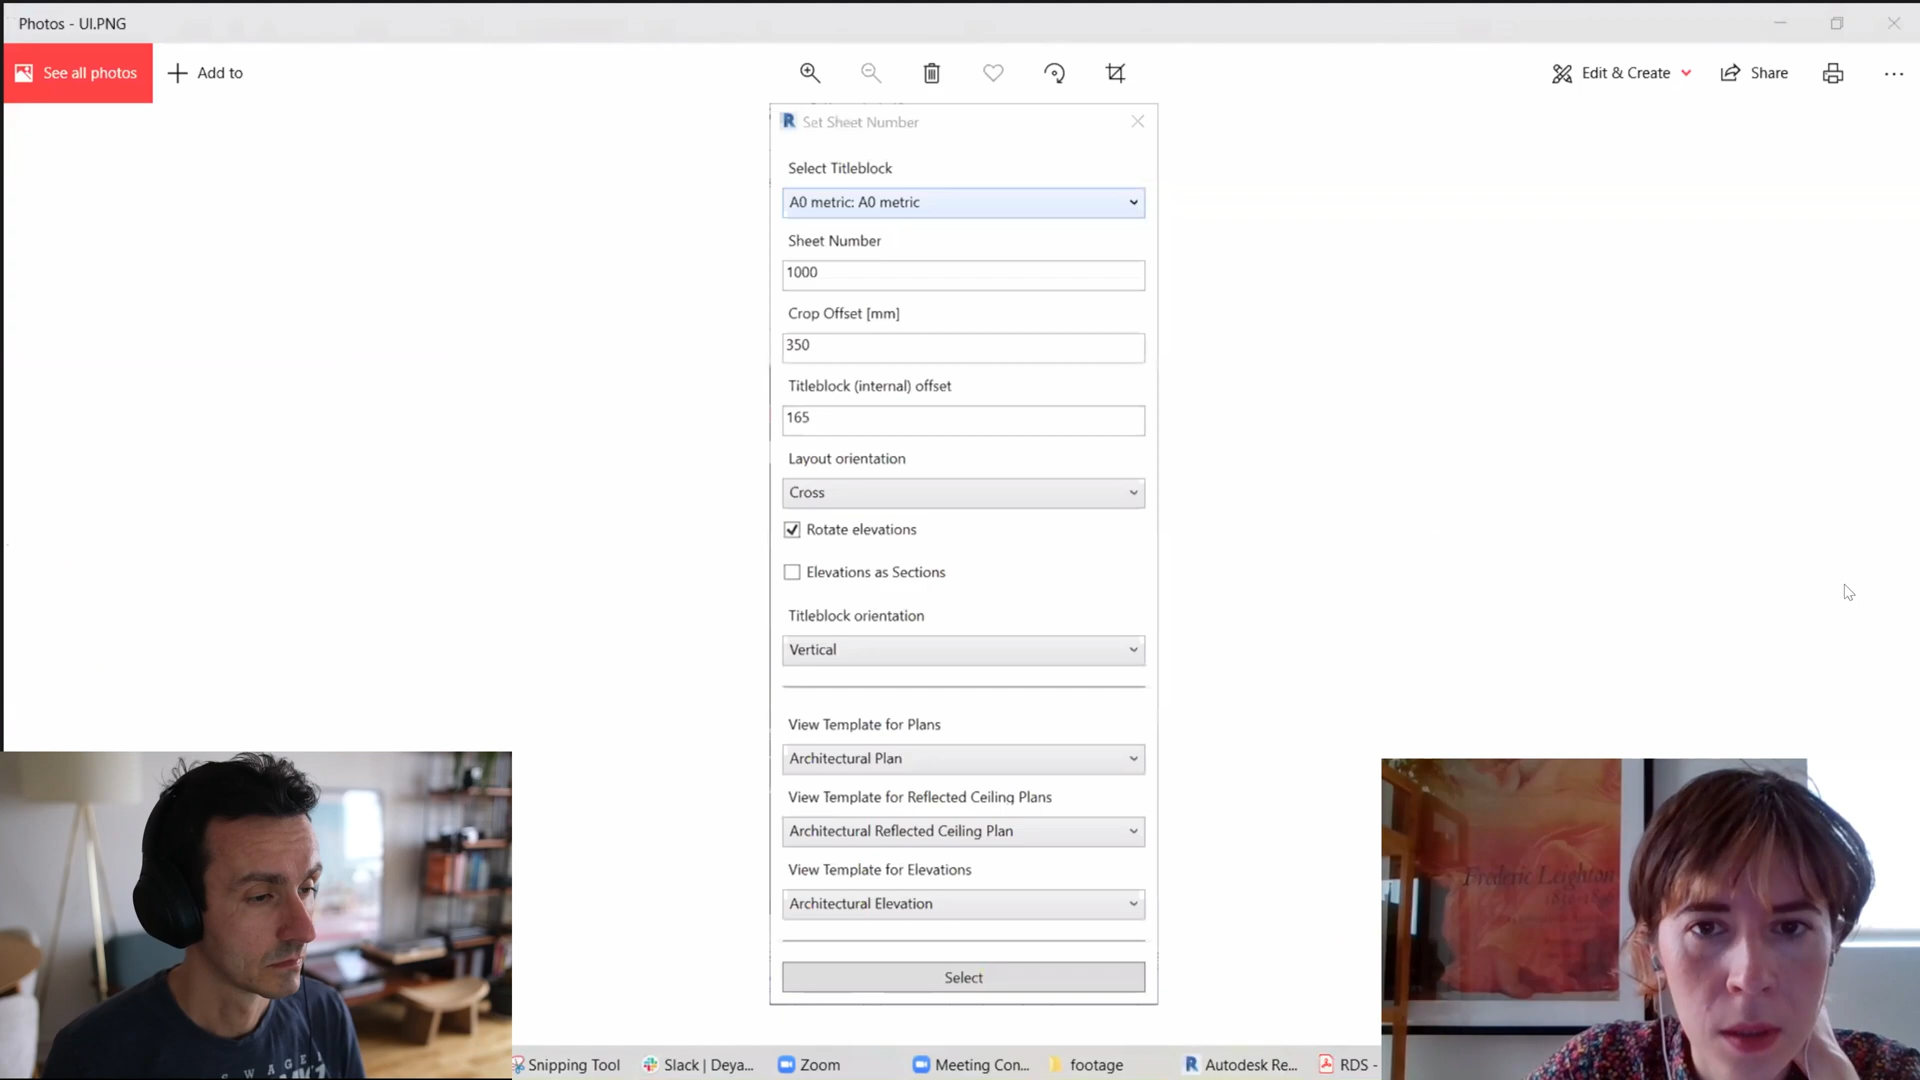 Photos - UI.PNG
See all photos
Add to
Edit & Create
Share
R Set Sheet Number
Select Titleblock
A0 metric: A0 metric
Sheet Number
1000
Crop Offset [mm]
350
Titleblock (internal) offset
165
Layout orientation
Cross
Rotate elevations
Elevations as Sections
Titleblock orientation
Vertical
View Template for Plans
Architectural Plan
View Template for Reflected Ceiling Plans
Architectural Reflected Ceiling Plan
View Template for Elevations
Architectural Elevation
Select
Frederic Leighton
Snipping Tool
Slack | Deya...
Zoom
Meeting Con...
footage
R Autodesk Re...
RDS -